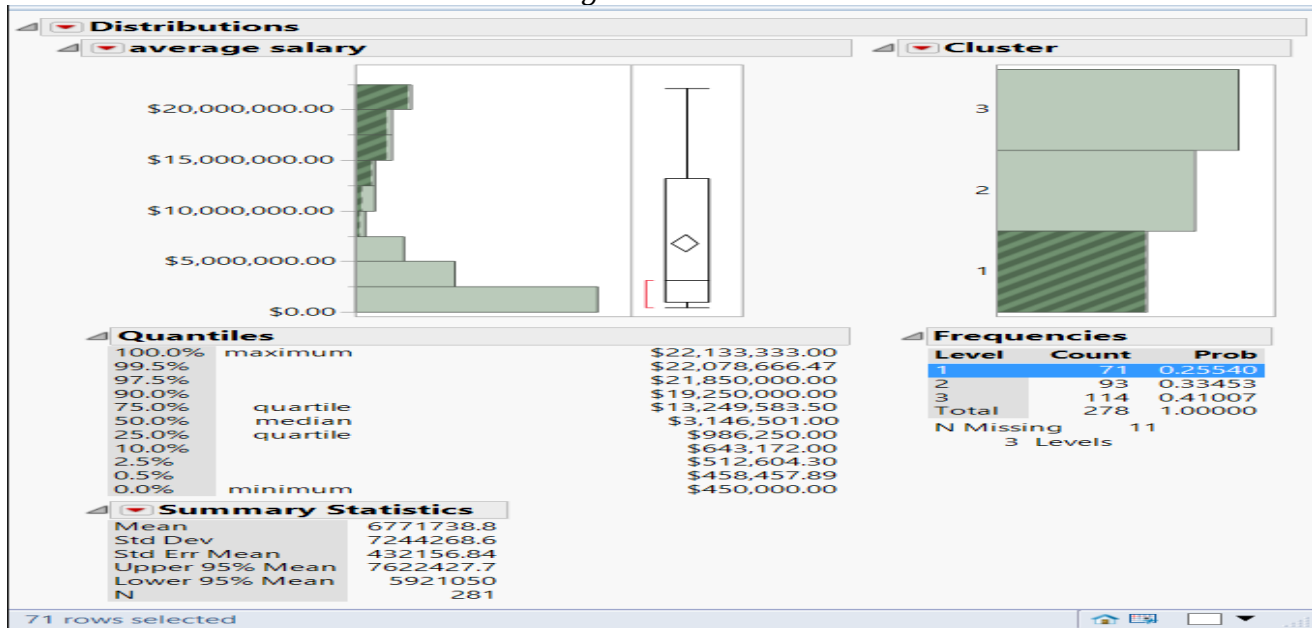 Distributions
average salary
$20,000,000.00
$15,000,000.00
$10,000,000.00
$5,000,000.00
$0.00
Quantiles
100.0% maximum $22,133,333.00
99.5% $22,078,666.47
97.5% $21,850,000.00
90.0% $19,250,000.00
75.0% quartile $13,249,583.50
50.0% median $3,146,501.00
25.0% quartile $986,250.00
10.0% $643,172.00
2.5% $512,604.30
0.5% $458,457.89
0.0% minimum $450,000.00
Summary Statistics
Mean 6771738.8
Std Dev 7244268.6
Std Err Mean 432156.84
Upper 95% Mean 7622427.7
Lower 95% Mean 5921050
N 281
Cluster
3
2
1
Frequencies
Level Count Prob
1 71 0.25540
2 93 0.33453
3 114 0.41007
Total 278 1.00000
N Missing 11
3 Levels
71 rows selected